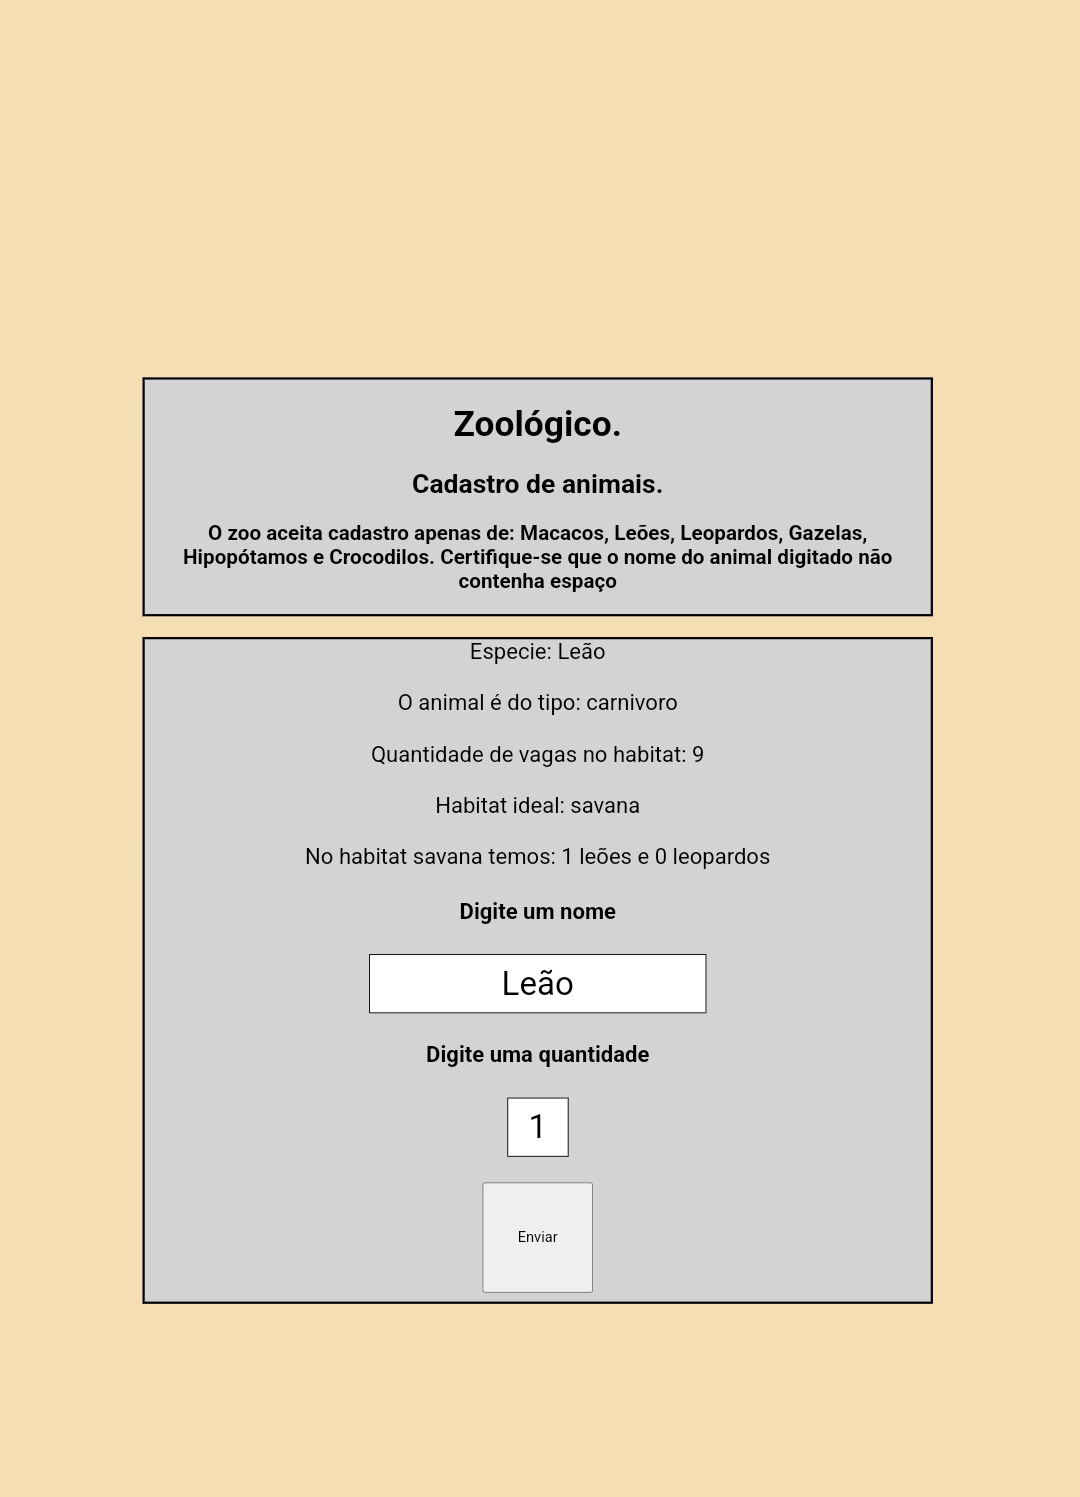 Zoológico.
Cadastro de animais.
O zoo aceita cadastro apenas de: Macacos, Leões, Leopardos, Gazelas,
Hipopótamos e Crocodilos. Certifique-se que o nome do animal digitado não
contenha espaço
Especie: Leão
O animal é do tipo: carnivoro
Quantidade de vagas no habitat: 9
Habitat ideal: savana
No habitat savana temos: 1 leões e 0 leopardos
Digite um nome
Leão
Digite uma quantidade
1
Enviar